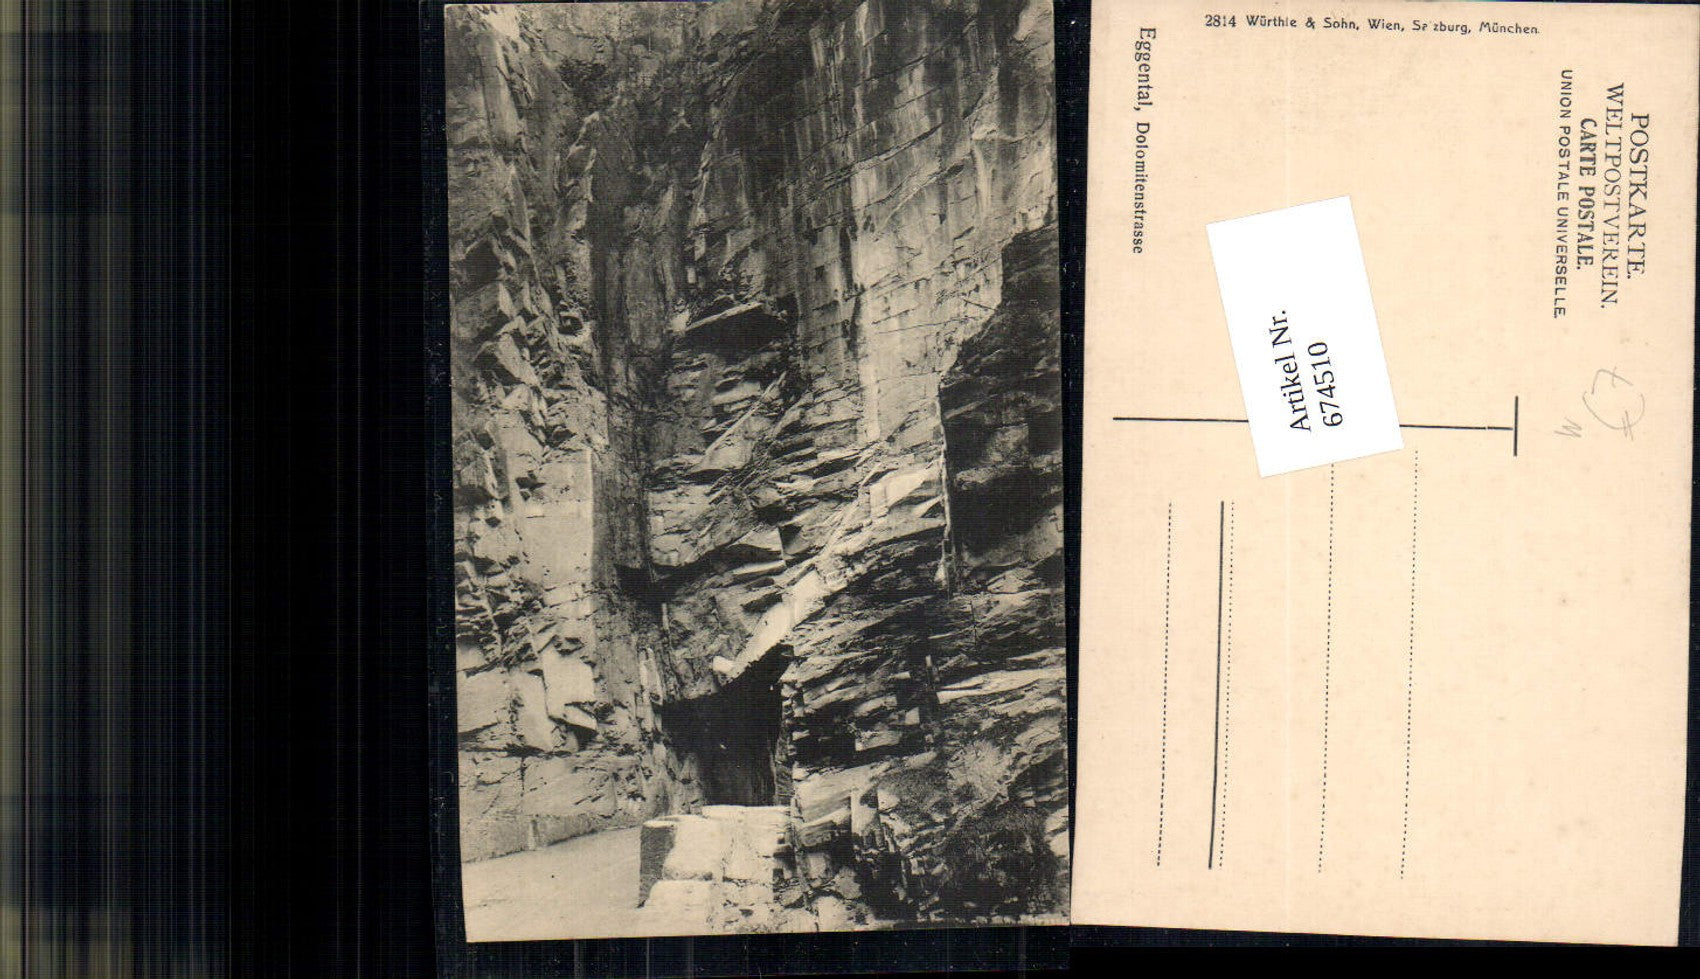 2814 Würthle & Sohn, Wien, Salzburg, München.
POSTKARTE.
WELTPOSTVEREIN.
CARTE POSTALE.
UNION POSTALE UNIVERSELLE.
Eggental, Dolomitenstrasse
Artikel Nr.
674510